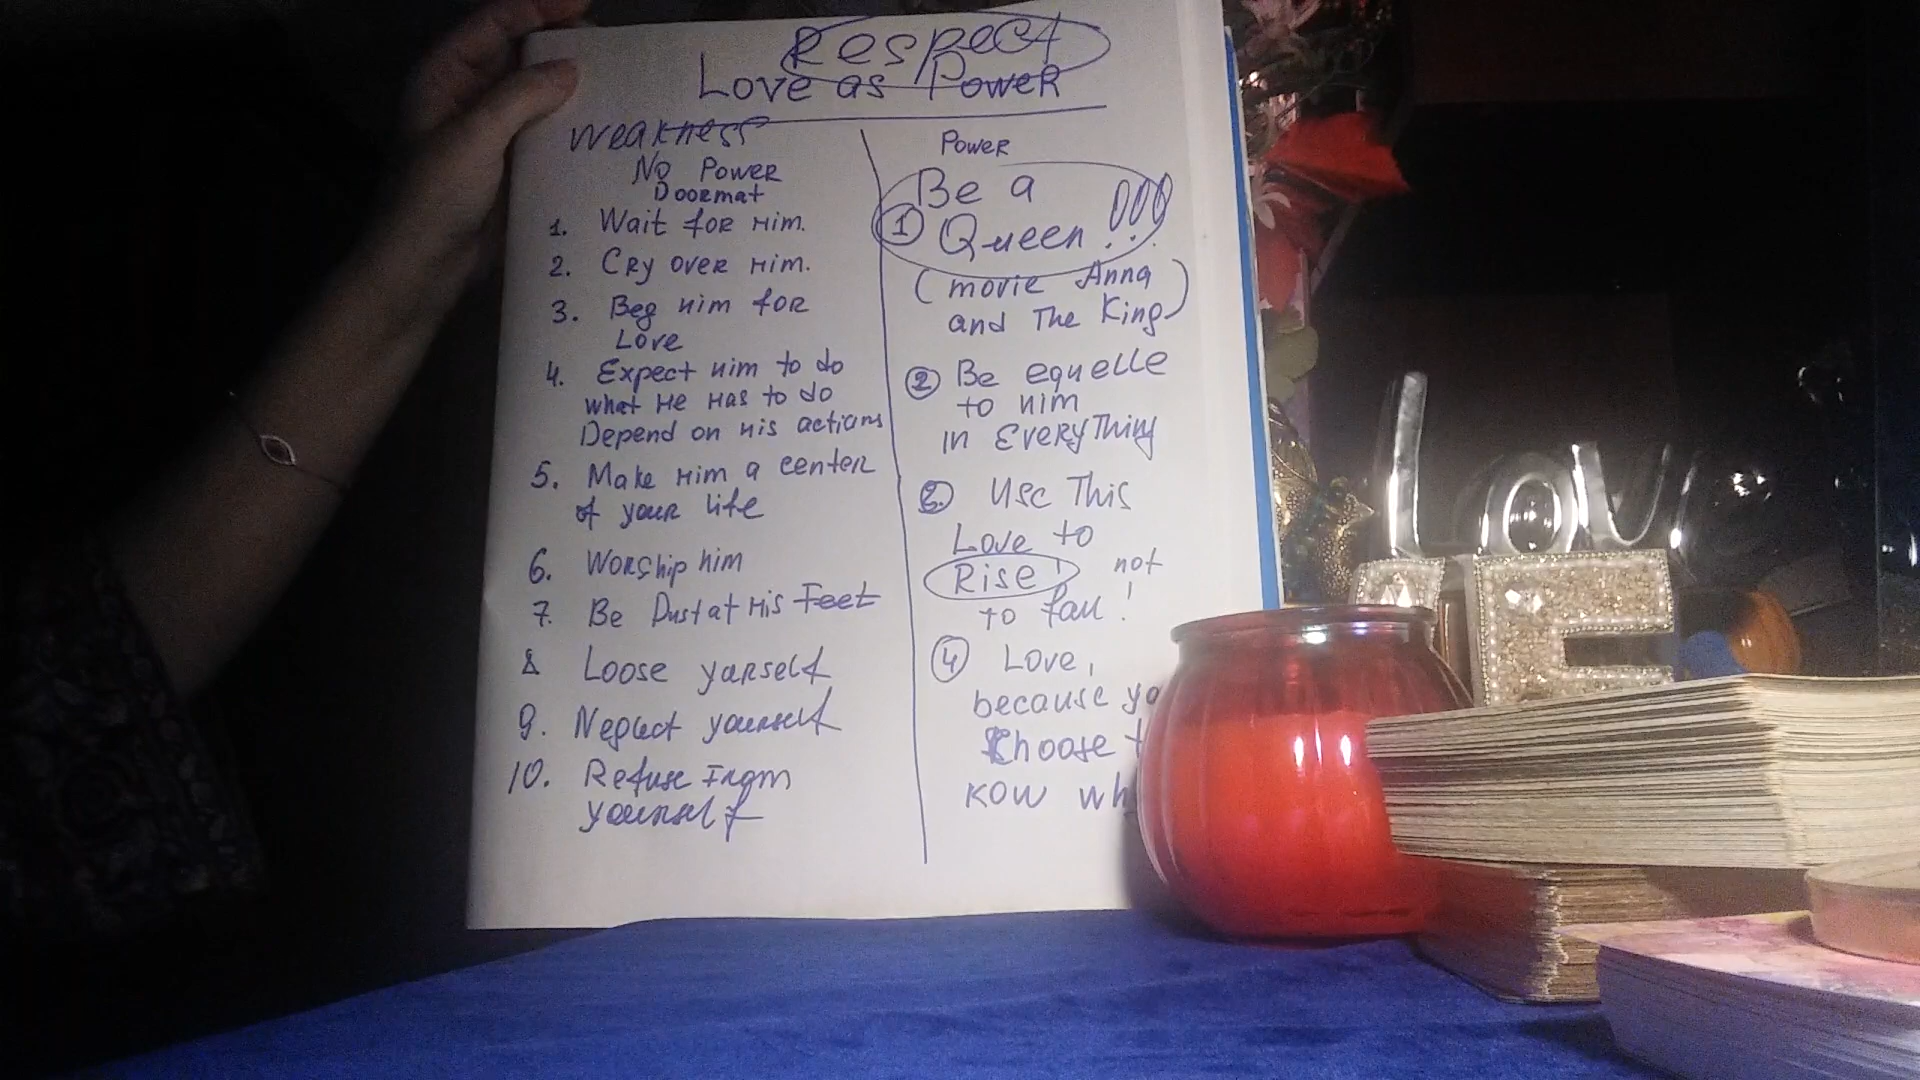 Respect
Love as Power
Weakness
No Power
Doormat
1. Wait for Him.
2. Cry over Him.
3. Beg him for
Love
4. Expect him to do
what He Has to do
Depend on his actions
5. Make Him a center
of your life
6. Worship him
7. Be Dust at His Feet
8 Loose yarself
9. Neglect yourself
10. Refuse From
yourself
Power
Be a
1 Queen!!!
(movie Anna
and The King)
2 Be equelle
to him
in EveryThing
3. Use This
Love to
Rise! not
to fall!
4 Love,
because yo
Choose t
kow wh
LOV
E